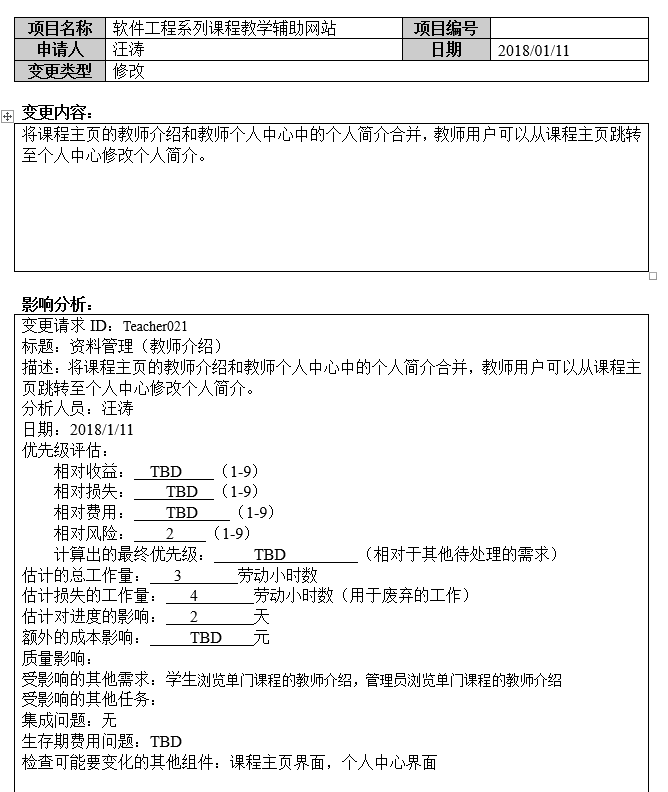 项目名称 软件工程系列课程教学辅助网站 项目编号
申请人 汪涛 日期 2018/01/11
变更类型 修改
变更内容：
将课程主页的教师介绍和教师个人中心中的个人简介合并，教师用户可以从课程主页跳转
至个人中心修改个人简介。
影响分析：
变更请求 ID：Teacher021
标题：资料管理（教师介绍）
描述：将课程主页的教师介绍和教师个人中心中的个人简介合并，教师用户可以从课程主
页跳转至个人中心修改个人简介。
分析人员：汪涛
日期：2018/1/11
优先级评估：
相对收益： TBD （1-9）
相对损失： TBD （1-9）
相对费用： TBD （1-9）
相对风险： 2 （1-9）
计算出的最终优先级： TBD （相对于其他待处理的需求）
估计的总工作量： 3 劳动小时数
估计损失的工作量： 4 劳动小时数（用于废弃的工作）
估计对进度的影响： 2 天
额外的成本影响： TBD 元
质量影响：
受影响的其他需求：学生浏览单门课程的教师介绍，管理员浏览单门课程的教师介绍
受影响的其他任务：
集成问题：无
生存期费用问题：TBD
检查可能要变化的其他组件：课程主页界面，个人中心界面